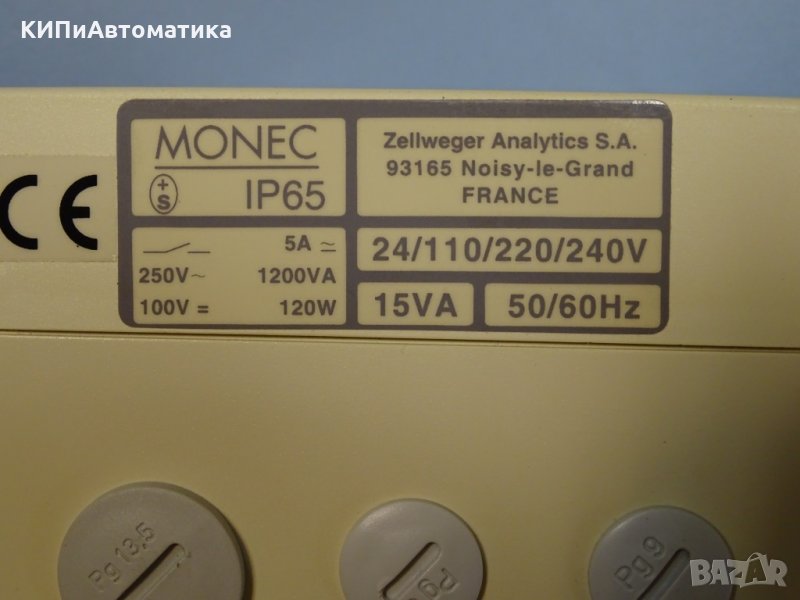 КИПиАвтоматика
MONEC
IP65
Zellweger Analytics S.A.
93165 Noisy-le-Grand
FRANCE
CE
+
S
5A ≃
250V~ 1200VA
100V = 120W
24/110/220/240V
15VA
50/60Hz
Pg 13,5
Pg
Pg 9
BAZAR